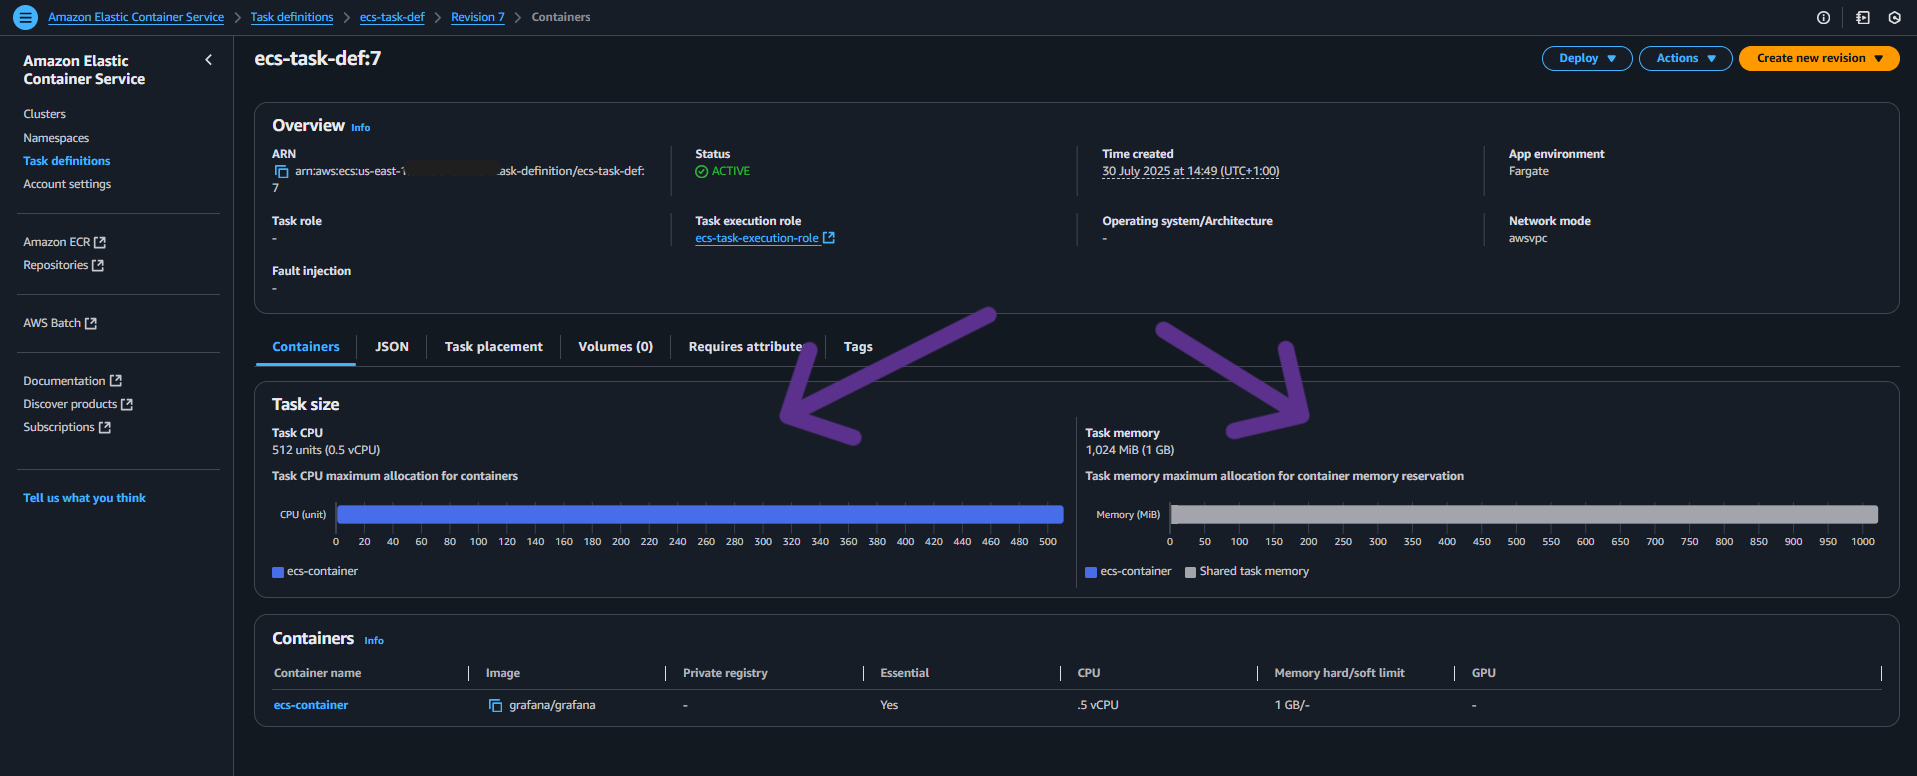 Amazon Elastic Container Service > Task definitions > ecs-task-def > Revision 7 > Containers
Amazon Elastic
Container Service
Clusters
Namespaces
Task definitions
Account settings
Amazon ECR
Repositories
AWS Batch
Documentation
Discover products
Subscriptions
Tell us what you think
ecs-task-def:7
Deploy Actions Create new revision
Overview Info
ARN
arn:aws:ecs:us-east-1 ask-definition/ecs-task-def:
7
Status
ACTIVE
Time created
30 July 2025 at 14:49 (UTC+1:00)
App environment
Fargate
Task role
-
Task execution role
ecs-task-execution-role
Operating system/Architecture
-
Network mode
awsvpc
Fault injection
-
Containers JSON Task placement Volumes (0) Requires attribute Tags
Task size
Task CPU
512 units (0.5 vCPU)
Task CPU maximum allocation for containers
CPU (unit)
0 20 40 60 80 100 120 140 160 180 200 220 240 260 280 300 320 340 360 380 400 420 440 460 480 500
ecs-container
Task memory
1,024 MiB (1 GB)
Task memory maximum allocation for container memory reservation
Memory (MiB)
0 50 100 150 200 250 300 350 400 450 500 550 600 650 700 750 800 850 900 950 1000
ecs-container Shared task memory
Containers Info
Container name Image Private registry Essential CPU Memory hard/soft limit GPU
ecs-container grafana/grafana - Yes .5 vCPU 1 GB/- -